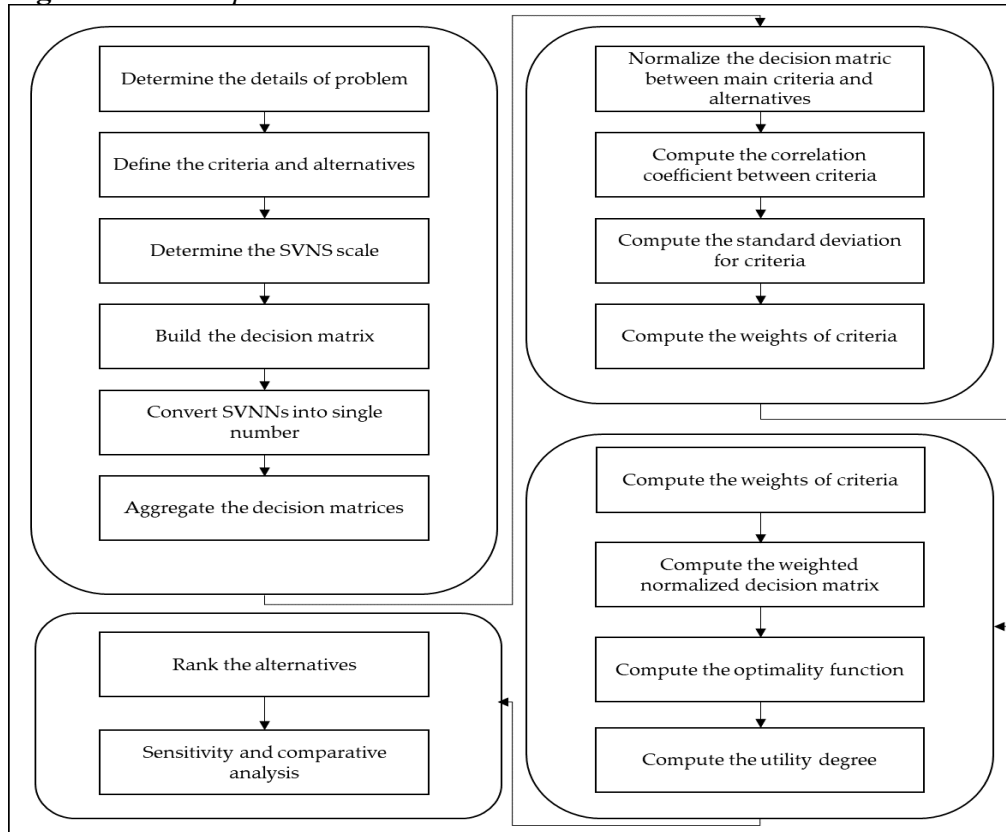 Determine the details of problem
Define the criteria and alternatives
Determine the SVNS scale
Build the decision matrix
Convert SVNNs into single
number
Aggregate the decision matrices
Normalize the decision matric
between main criteria and
alternatives
Compute the correlation
coefficient between criteria
Compute the standard deviation
for criteria
Compute the weights of criteria
Compute the weights of criteria
Compute the weighted
normalized decision matrix
Compute the optimality function
Compute the utility degree
Rank the alternatives
Sensitivity and comparative
analysis